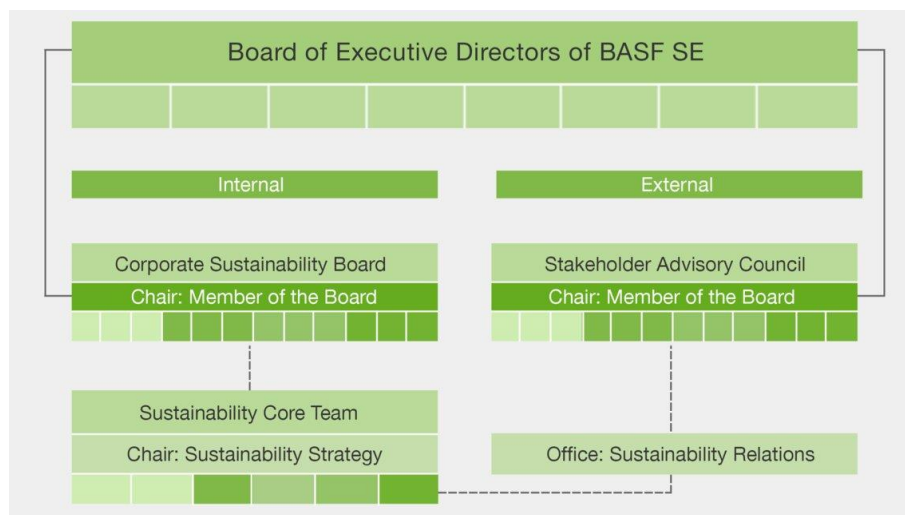 Board of Executive Directors of BASF SE
Internal
External
Corporate Sustainability Board
Chair: Member of the Board
Stakeholder Advisory Council
Chair: Member of the Board
Sustainability Core Team
Chair: Sustainability Strategy
Office: Sustainability Relations